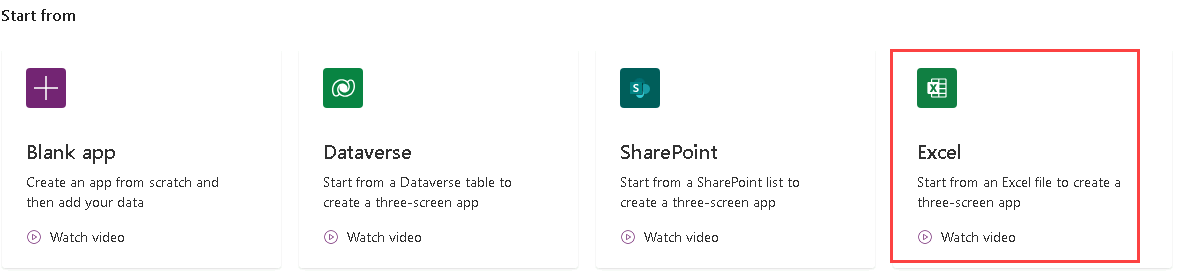 Start from
Blank app
Create an app from scratch and
then add your data
Watch video
Dataverse
Start from a Dataverse table to
create a three-screen app
Watch video
S
SharePoint
Start from a SharePoint list to
create a three-screen app
Watch video
X
Excel
Start from an Excel file to create a
three-screen app
Watch video